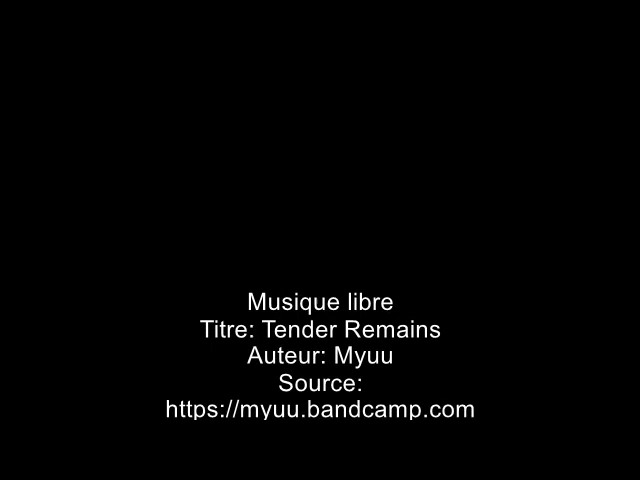 Musique libre
Titre: Tender Remains
Auteur: Myuu
Source:
https://myuu.bandcamp.com